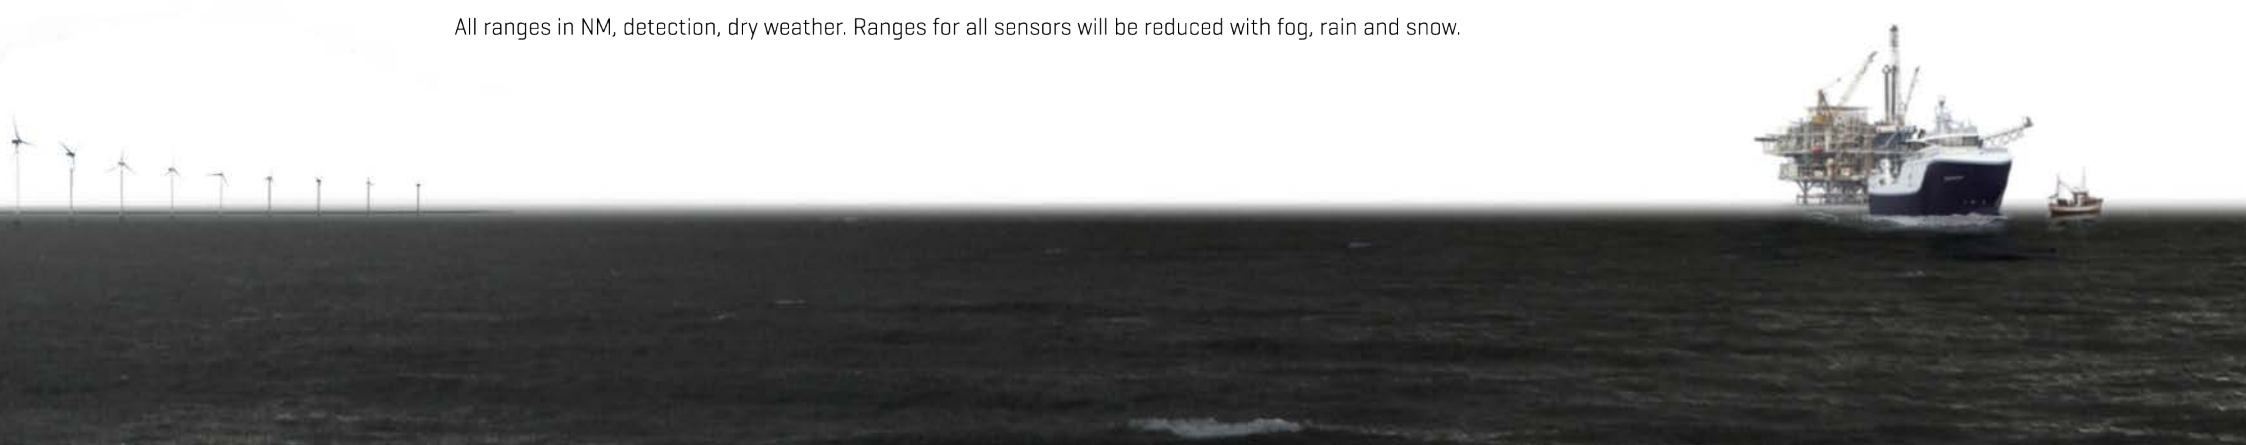 All ranges in NM, detection, dry weather. Ranges for all sensors will be reduced with fog, rain and snow.